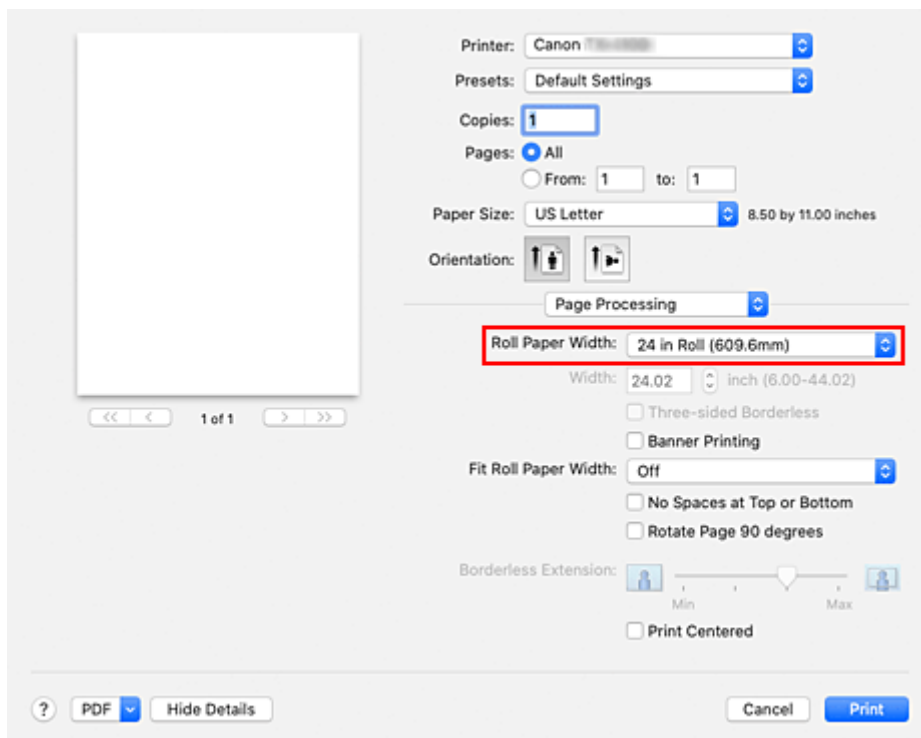 Printer: Canon
Presets: Default Settings
Copies: 1
Pages: All
From: 1 to: 1
Paper Size: US Letter 8.50 by 11.00 inches
Orientation:
Page Processing
Roll Paper Width: 24 in Roll (609.6mm)
Width: 24.02 inch (6.00-44.02)
Three-sided Borderless
<< < 1 of 1 > >>
Banner Printing
Fit Roll Paper Width: Off
No Spaces at Top or Bottom
Rotate Page 90 degrees
Borderless Extension:
Min Max
Print Centered
? PDF Hide Details Cancel Print